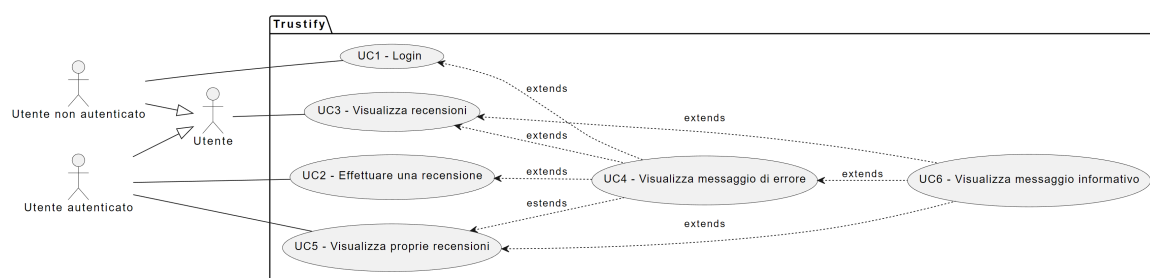 Trustify
UC1 - Login
extends
Utente non autenticato
UC3 - Visualizza recensioni
extends
extends
Utente
UC2 - Effettuare una recensione
extends
UC4 - Visualizza messaggio di errore
extends
UC6 - Visualizza messaggio informativo
Utente autenticato
estends
extends
UC5 - Visualizza proprie recensioni